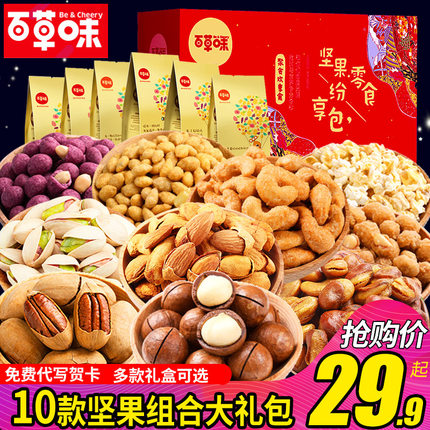 Be & Cheery
百草味
百草味
坚果零食
缤纷
享包,
抢购价
29.9起
免费代写贺卡 多款礼盒可选
10款坚果组合大礼包